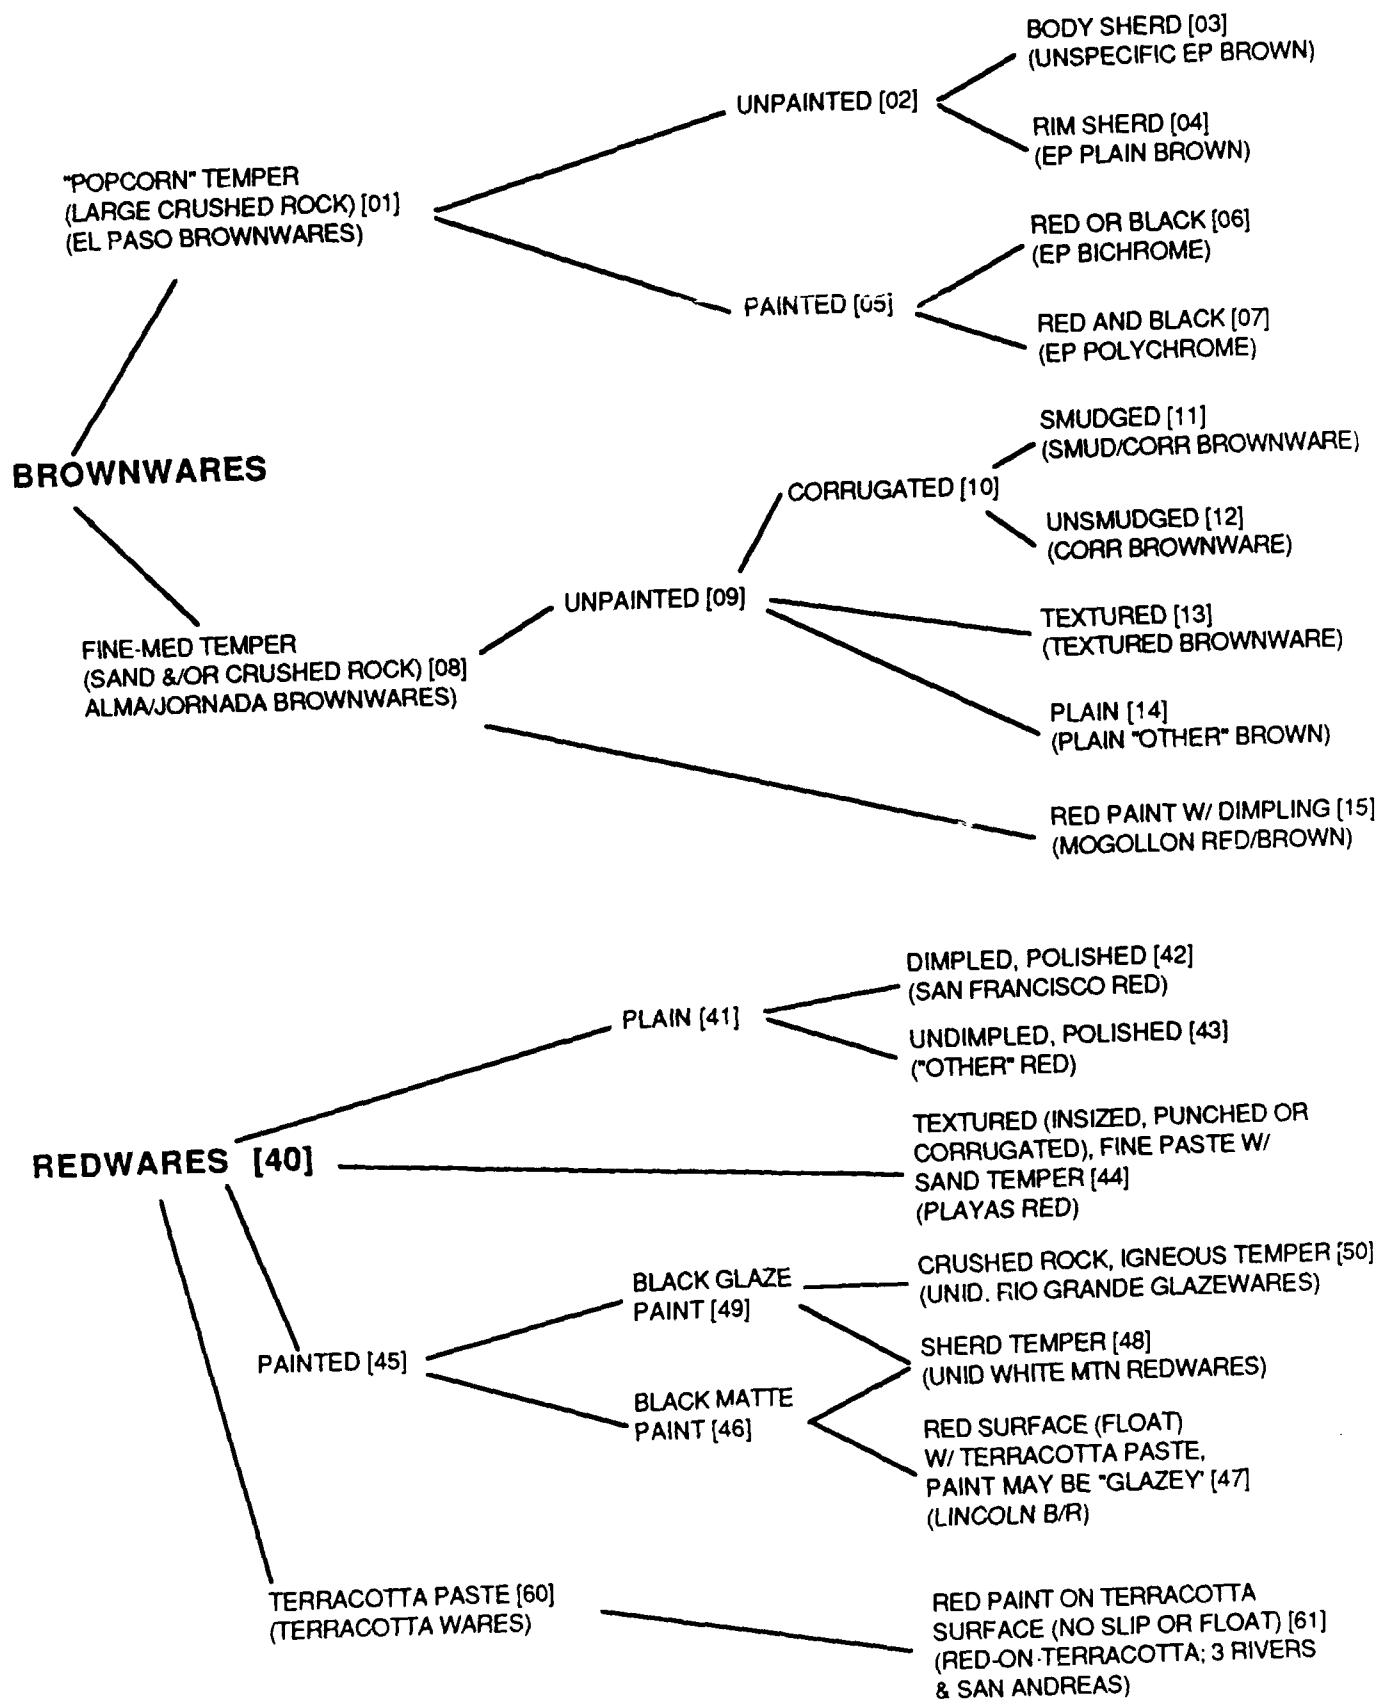 BODY SHERD [03]
(UNSPECIFIC EP BROWN)
UNPAINTED [02]
RIM SHERD [04]
(EP PLAIN BROWN)
"POPCORN" TEMPER
(LARGE CRUSHED ROCK) [01]
(EL PASO BROWNWARES)
RED OR BLACK [06]
(EP BICHROME)
PAINTED [05]
RED AND BLACK [07]
(EP POLYCHROME)
BROWNWARES
SMUDGED [11]
(SMUD/CORR BROWNWARE)
CORRUGATED [10]
UNSMUDGED [12]
(CORR BROWNWARE)
UNPAINTED [09]
TEXTURED [13]
(TEXTURED BROWNWARE)
FINE-MED TEMPER
(SAND &/OR CRUSHED ROCK) [08]
ALMA/JORNADA BROWNWARES)
PLAIN [14]
(PLAIN "OTHER" BROWN)
RED PAINT W/ DIMPLING [15]
(MOGOLLON RED/BROWN)
DIMPLED, POLISHED [42]
(SAN FRANCISCO RED)
PLAIN [41]
UNDIMPLED, POLISHED [43]
("OTHER" RED)
REDWARES [40]
TEXTURED (INSIZED, PUNCHED OR
CORRUGATED), FINE PASTE W/
SAND TEMPER [44]
(PLAYAS RED)
BLACK GLAZE
PAINT [49]
CRUSHED ROCK, IGNEOUS TEMPER [50]
(UNID. RIO GRANDE GLAZEWARES)
PAINTED [45]
SHERD TEMPER [48]
(UNID WHITE MTN REDWARES)
BLACK MATTE
PAINT [46]
RED SURFACE (FLOAT)
W/ TERRACOTTA PASTE,
PAINT MAY BE "GLAZEY' [47]
(LINCOLN B/R)
TERRACOTTA PASTE [60]
(TERRACOTTA WARES)
RED PAINT ON TERRACOTTA
SURFACE (NO SLIP OR FLOAT) [61]
(RED-ON-TERRACOTTA; 3 RIVERS
& SAN ANDREAS)